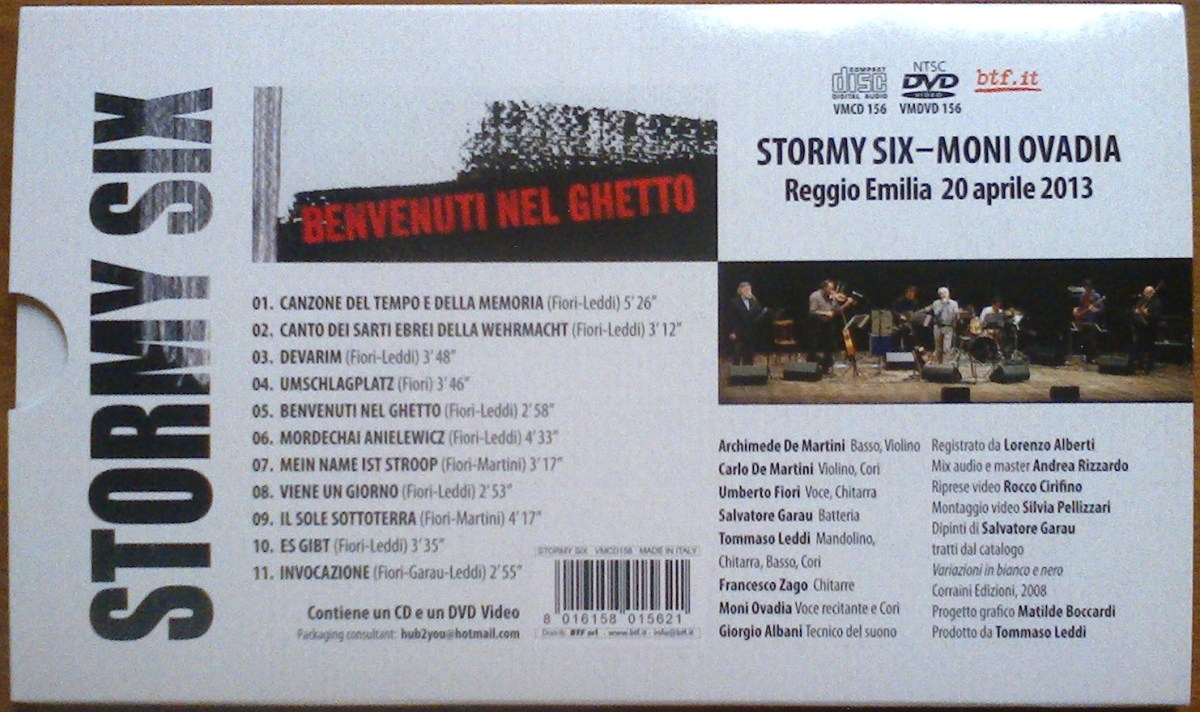 STORMY SIX
BENVENUTI NEL GHETTO
01. CANZONE DEL TEMPO E DELLA MEMORIA (Fiori-Leddi) 5'26"
02. CANTO DEI SARTI EBREI DELLA WEHRMACHT (Fiori-Leddi) 3'12"
03. DEVARIM (Fiori-Leddi) 3'48"
04. UMSCHLAGPLATZ (Fiori) 3'46"
05. BENVENUTI NEL GHETTO (Fiori-Leddi) 2'58"
06. MORDECHAI ANIELEWICZ (Fiori-Leddi) 4'33"
07. MEIN NAME IST STROOP (Fiori-Martini) 3'17"
08. VIENE UN GIORNO (Fiori-Leddi) 2'53"
09. IL SOLE SOTTOTERRA (Fiori-Martini) 4'17"
10. ES GIBT (Fiori-Leddi) 3'35"
11. INVOCAZIONE (Fiori-Garau-Leddi) 2'55"
Contiene un CD e un DVD Video
Packaging consultant: hub2you@hotmail.com
STORMY SIX VMCD156 MADE IN ITALY
8 016158 015621
Distrib. BTF srl www.btf.it info@btf.it
COMPACT
disc
DIGITAL AUDIO
VMCD 156
NTSC
DVD
VIDEO
VMDVD 156
btf.it
STORMY SIX–MONI OVADIA
Reggio Emilia 20 aprile 2013
Archimede De Martini Basso, Violino
Carlo De Martini Violino, Cori
Umberto Fiori Voce, Chitarra
Salvatore Garau Batteria
Tommaso Leddi Mandolino,
Chitarra, Basso, Cori
Francesco Zago Chitarre
Moni Ovadia Voce recitante e Cori
Giorgio Albani Tecnico del suono
Registrato da Lorenzo Alberti
Mix audio e master Andrea Rizzardo
Riprese video Rocco Cirifino
Montaggio video Silvia Pellizzari
Dipinti di Salvatore Garau
tratti dal catalogo
Variazioni in bianco e nero
Corraini Edizioni, 2008
Progetto grafico Matilde Boccardi
Prodotto da Tommaso Leddi